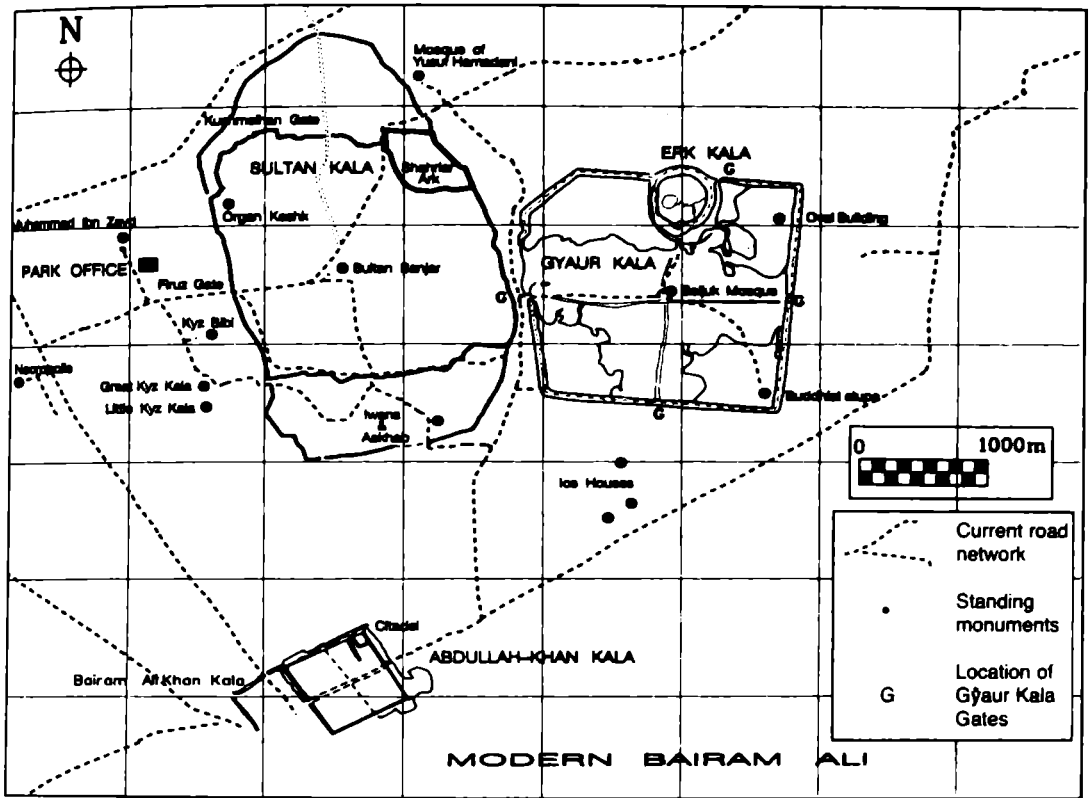 N
Mosque of
Yusuf Hamadani
Kushmeihan Gate
ERK KALA
G
SULTAN KALA
Shahriar
Ark
Organ Keshk
Oval Building
Muhammad Ibn Zayd
PARK OFFICE
GYAUR KALA
Sultan Sanjar
Firuz Gate
G
Seljuk Mosque
G
Kyz Bibi
Necropolis
Great Kyz Kala
Little Kyz Kala
Iwans
&
Askhab
G
Buddhist stupa
0 1000m
Ice Houses
Current road
network
Standing
monuments
G
Location of
Gyaur Kala
Gates
Citadel
ABDULLAH-KHAN KALA
Bairam Ali Khan Kala
MODERN BAIRAM ALI